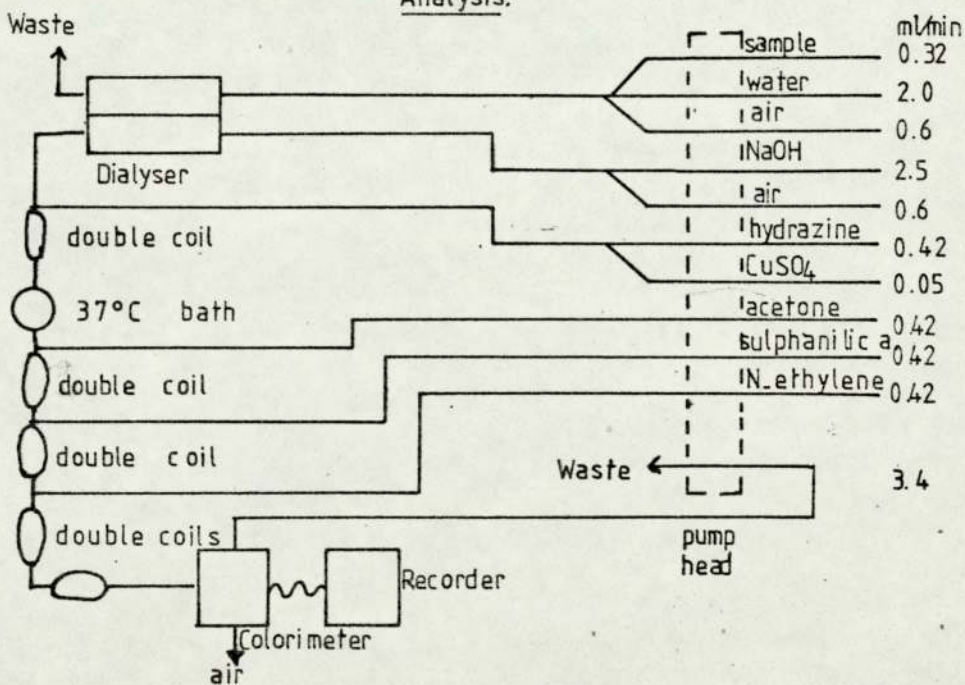 Analysis.
Waste
ml/min
sample
0.32
water
2.0
air
0.6
NaOH
2.5
air
0.6
hydrazine
0.42
CuSO₄
0.05
acetone
0.42
sulphanilic a
0.42
N_ethylene
0.42
Dialyser
double coil
37°C bath
double coil
double coil
Waste
3.4
double coils
pump
head
Recorder
Colorimeter
air